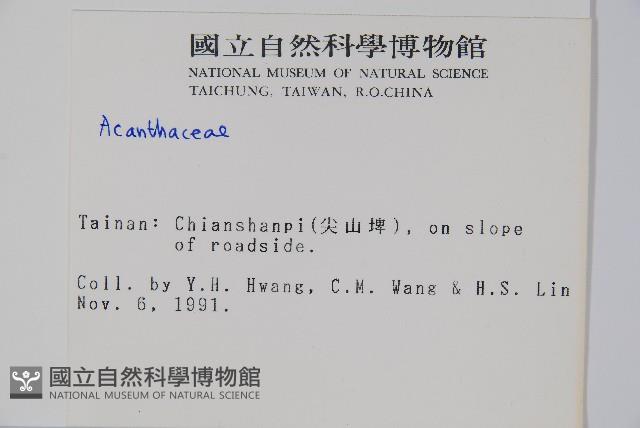 國立自然科學博物館
NATIONAL MUSEUM OF NATURAL SCIENCE
TAICHUNG, TAIWAN, R.O.CHINA
Acanthaceae
Tainan: Chianshanpi(尖山埤), on slope
of roadside.
Coll. by Y.H. Hwang, C.M. Wang & H.S. Lin
Nov. 6, 1991.
國立自然科學博物館
NATIONAL MUSEUM OF NATURAL SCIENCE